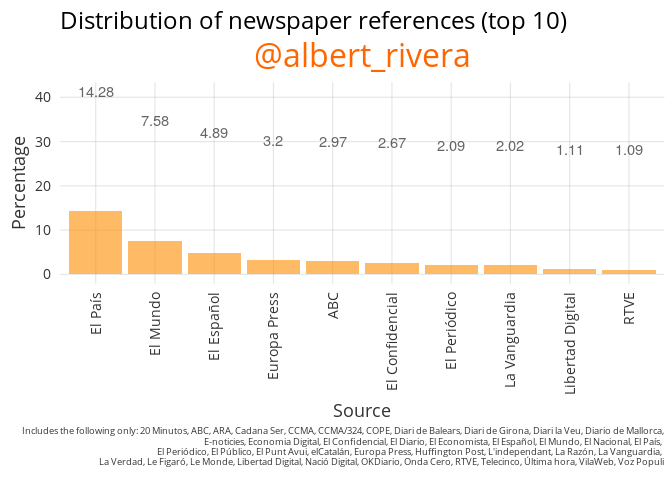 Distribution of newspaper references (top 10)
@albert_rivera
Percentage
40
30
20
10
0
14.28
7.58
4.89
3.2
2.97
2.67
2.09
2.02
1.11
1.09
El País
El Mundo
El Español
Europa Press
ABC
El Confidencial
El Periódico
La Vanguardia
Libertad Digital
RTVE
Source
Includes the following only: 20 Minutos, ABC, ARA, Cadana Ser, CCMA, CCMA/324, COPE, Diari de Balears, Diari de Girona, Diari la Veu, Diario de Mallorca,
E-noticies, Economia Digital, El Confidencial, El Diario, El Economista, El Español, El Mundo, El Nacional, El País,
El Periódico, El Público, El Punt Avui, elCatalán, Europa Press, Huffington Post, L'independant, La Razón, La Vanguardia,
La Verdad, Le Figaró, Le Monde, Libertad Digital, Nació Digital, OKDiario, Onda Cero, RTVE, Telecinco, Última hora, VilaWeb, Voz Populi